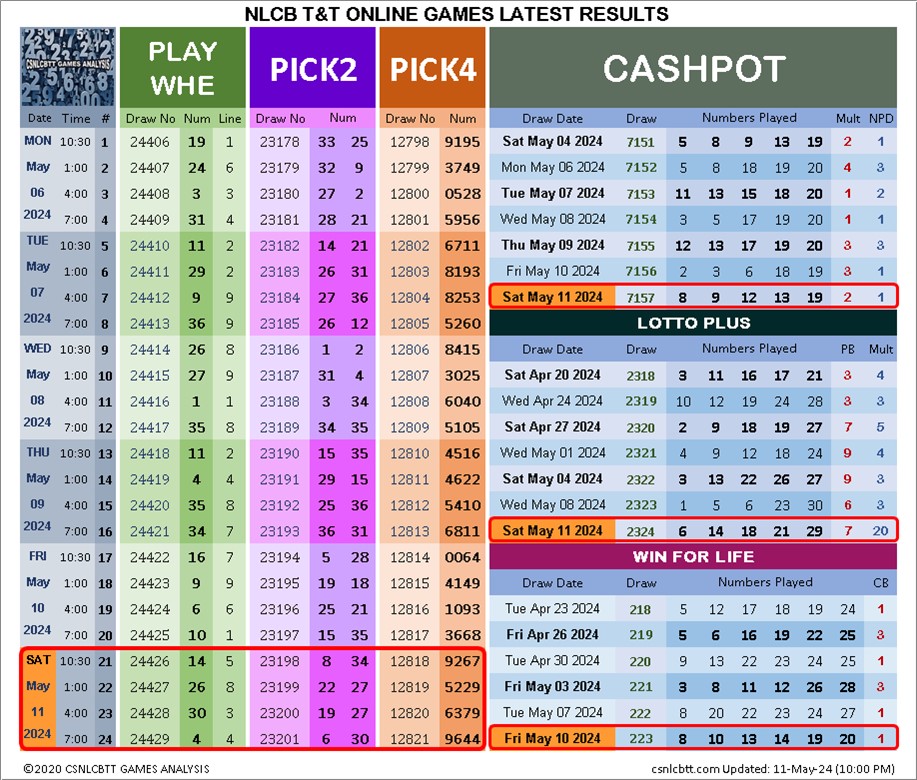 NLCB T&T ONLINE GAMES LATEST RESULTS
CSNLCBTT GAMES ANALYSIS
PLAY WHE
PICK2
PICK4
Date Time # Draw No Num Line Draw No Num Draw No Num
MON 10:30 1 24406 19 1 23178 33 25 12798 9195
May 1:00 2 24407 24 6 23179 32 9 12799 3749
06 4:00 3 24408 3 3 23180 27 2 12800 0528
2024 7:00 4 24409 31 4 23181 28 21 12801 5956
TUE 10:30 5 24410 11 2 23182 14 21 12802 6711
May 1:00 6 24411 29 2 23183 26 31 12803 8193
07 4:00 7 24412 9 9 23184 27 36 12804 8253
2024 7:00 8 24413 36 9 23185 26 12 12805 5260
WED 10:30 9 24414 26 8 23186 1 2 12806 8415
May 1:00 10 24415 27 9 23187 31 4 12807 3025
08 4:00 11 24416 1 1 23188 3 34 12808 6040
2024 7:00 12 24417 35 8 23189 34 35 12809 5105
THU 10:30 13 24418 11 2 23190 15 35 12810 4516
May 1:00 14 24419 4 4 23191 29 15 12811 4622
09 4:00 15 24420 35 8 23192 25 36 12812 5410
2024 7:00 16 24421 34 7 23193 36 31 12813 6811
FRI 10:30 17 24422 16 7 23194 5 28 12814 0064
May 1:00 18 24423 9 9 23195 19 18 12815 4149
10 4:00 19 24424 6 6 23196 25 21 12816 1093
2024 7:00 20 24425 10 1 23197 15 35 12817 3668
SAT 10:30 21 24426 14 5 23198 8 34 12818 9267
May 1:00 22 24427 26 8 23199 22 27 12819 5229
11 4:00 23 24428 30 3 23200 19 27 12820 6379
2024 7:00 24 24429 4 4 23201 6 30 12821 9644
CASHPOT
Draw Date Draw Numbers Played Mult NPD
Sat May 04 2024 7151 5 8 9 13 19 2 1
Mon May 06 2024 7152 5 8 18 19 20 4 3
Tue May 07 2024 7153 11 13 15 18 20 1 2
Wed May 08 2024 7154 3 5 17 19 20 1 1
Thu May 09 2024 7155 12 13 17 19 20 3 3
Fri May 10 2024 7156 2 3 6 18 19 3 1
Sat May 11 2024 7157 8 9 12 13 19 2 1
LOTTO PLUS
Draw Date Draw Numbers Played PB Mult
Sat Apr 20 2024 2318 3 11 16 17 21 3 4
Wed Apr 24 2024 2319 10 12 19 24 28 3 3
Sat Apr 27 2024 2320 2 9 18 19 27 7 5
Wed May 01 2024 2321 4 9 12 18 24 9 4
Sat May 04 2024 2322 3 13 22 26 27 9 3
Wed May 08 2024 2323 1 5 6 23 30 6 3
Sat May 11 2024 2324 6 14 18 21 29 7 20
WIN FOR LIFE
Draw Date Draw Numbers Played CB
Tue Apr 23 2024 218 5 12 17 18 19 24 1
Fri Apr 26 2024 219 5 6 16 19 22 25 3
Tue Apr 30 2024 220 9 13 22 23 24 25 1
Fri May 03 2024 221 3 8 11 12 26 28 3
Tue May 07 2024 222 8 20 22 23 24 27 1
Fri May 10 2024 223 8 10 13 14 19 20 1
©2020 CSNLCBTT GAMES ANALYSIS
csnlcbtt.com Updated: 11-May-24 (10:00 PM)